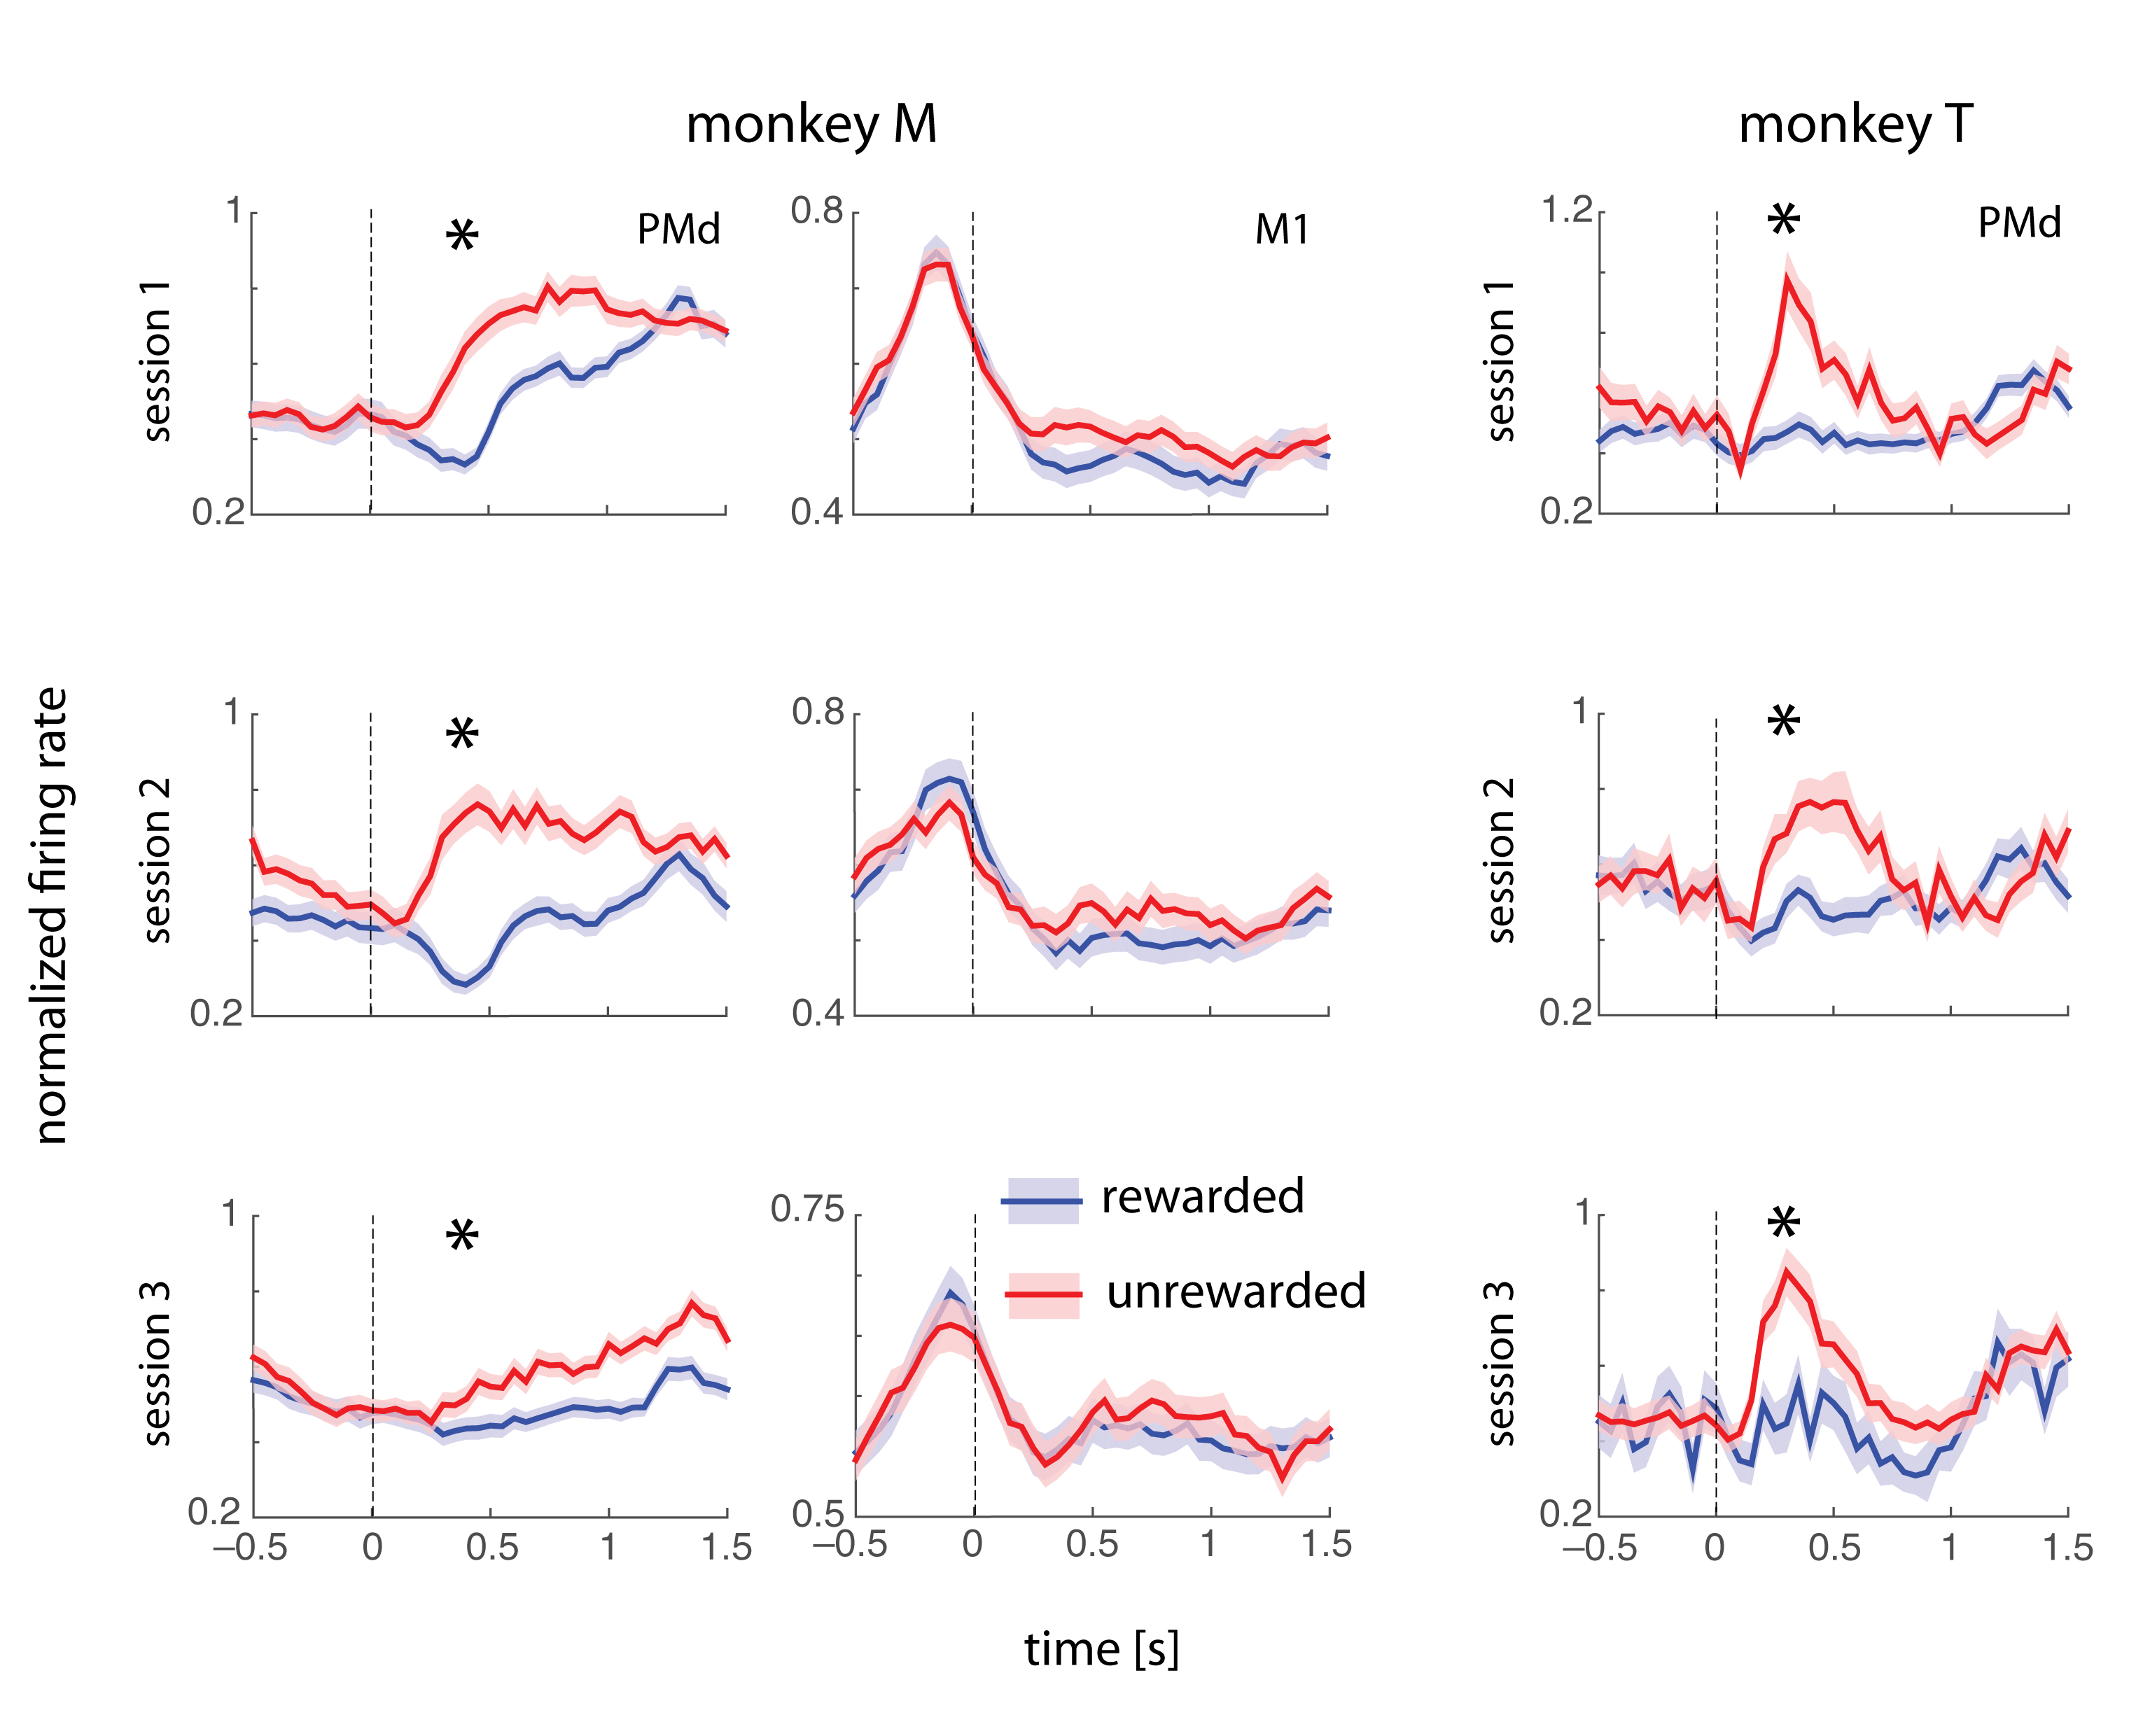 monkey M
monkey T
normalized firing rate
session 1
1
0.2
*
PMd
0.8
0.4
M1
session 1
1.2
0.2
*
PMd
session 2
1
0.2
*
0.8
0.4
session 2
1
0.2
*
session 3
1
0.2
*
−0.5 0 0.5 1 1.5
0.75
0.5
rewarded
unrewarded
−0.5 0 0.5 1 1.5
session 3
1
0.2
*
−0.5 0 0.5 1 1.5
time [s]